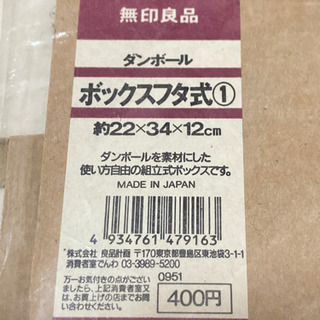 無印良品
ダンボール
ボックスフタ式①
約22×34×12cm
ダンボールを素材にした
使い方自由の組立式ボックスです。
MADE IN JAPAN
4 934761 479163
株式会社 良品計画 〒170東京都豊島区東池袋3-1-1
消費者室でんわ 03-3989-5200
万一お気付きの点がござい
ましたら、上記消費者室又
は、お買上げの店までお問
い合わせください。
0951
400円